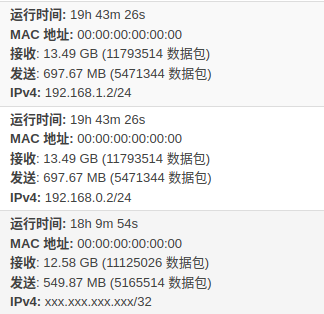 运行时间: 19h 43m 26s
MAC 地址: 00:00:00:00:00:00
接收: 13.49 GB (11793514 数据包)
发送: 697.67 MB (5471344 数据包)
IPv4: 192.168.1.2/24
运行时间: 19h 43m 26s
MAC 地址: 00:00:00:00:00:00
接收: 13.49 GB (11793514 数据包)
发送: 697.67 MB (5471344 数据包)
IPv4: 192.168.0.2/24
运行时间: 18h 9m 54s
MAC 地址: 00:00:00:00:00:00
接收: 12.58 GB (11125026 数据包)
发送: 549.87 MB (5165514 数据包)
IPv4: xxx.xxx.xxx.xxx/32